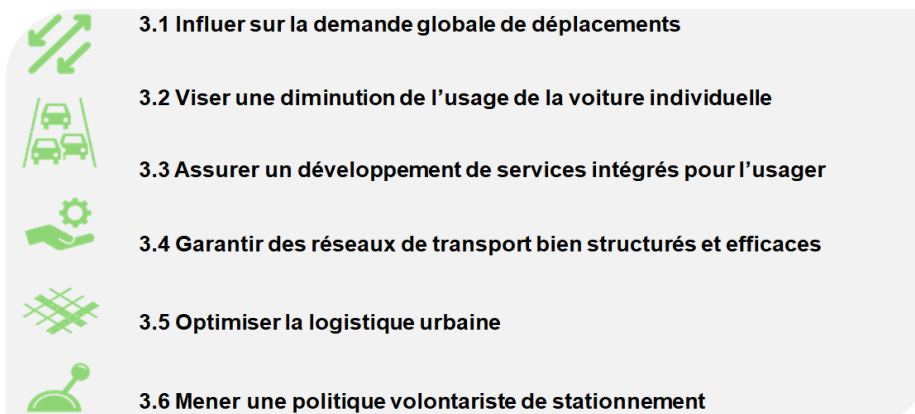 3.1 Influer sur la demande globale de déplacements
3.2 Viser une diminution de l’usage de la voiture individuelle
3.3 Assurer un développement de services intégrés pour l’usager
3.4 Garantir des réseaux de transport bien structurés et efficaces
3.5 Optimiser la logistique urbaine
3.6 Mener une politique volontariste de stationnement